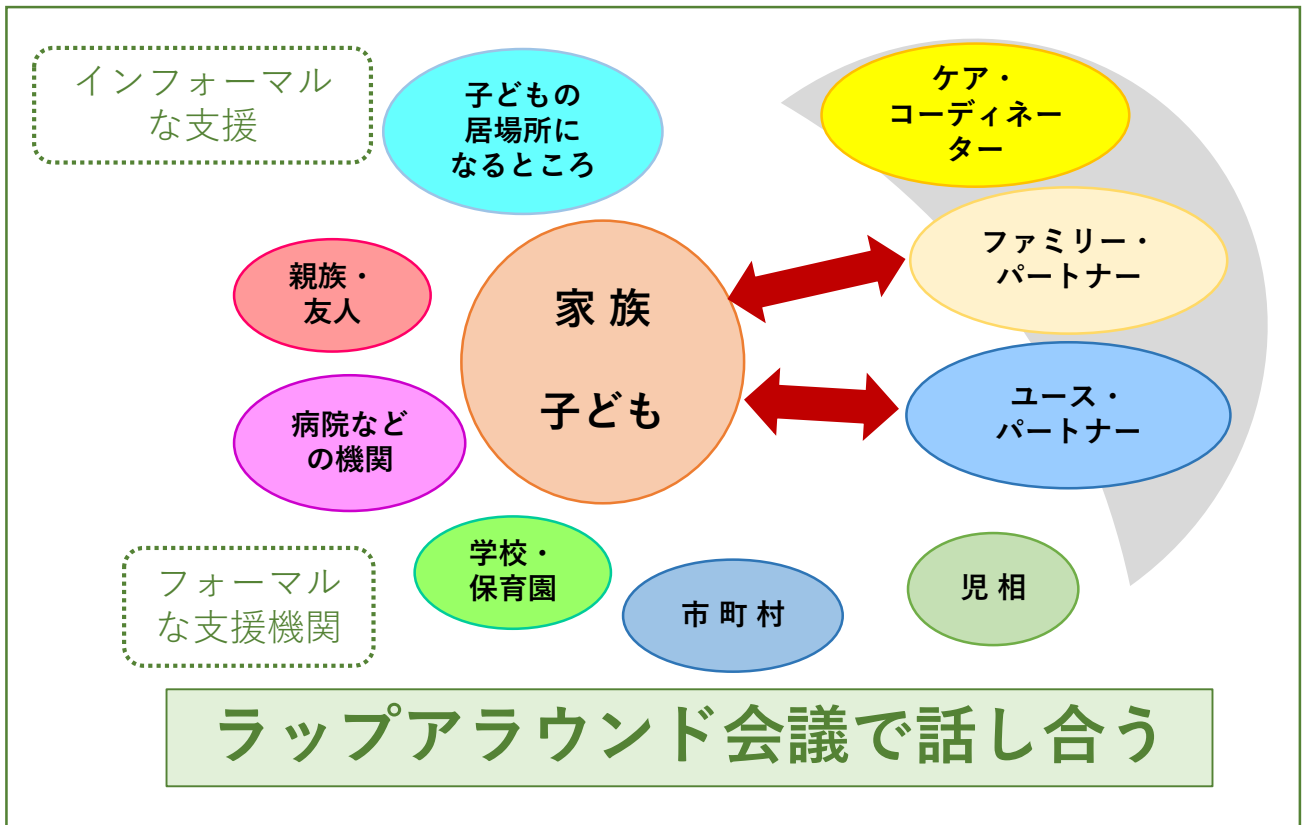 インフォーマル
な支援
子どもの
居場所に
なるところ
ケア・
コーディネー
ター
ファミリー・
パートナー
親族・
友人
家 族
子ども
病院など
の機関
ユース・
パートナー
学校・
保育園
フォーマル
な支援機関
市 町 村
児 相
ラップアラウンド会議で話し合う